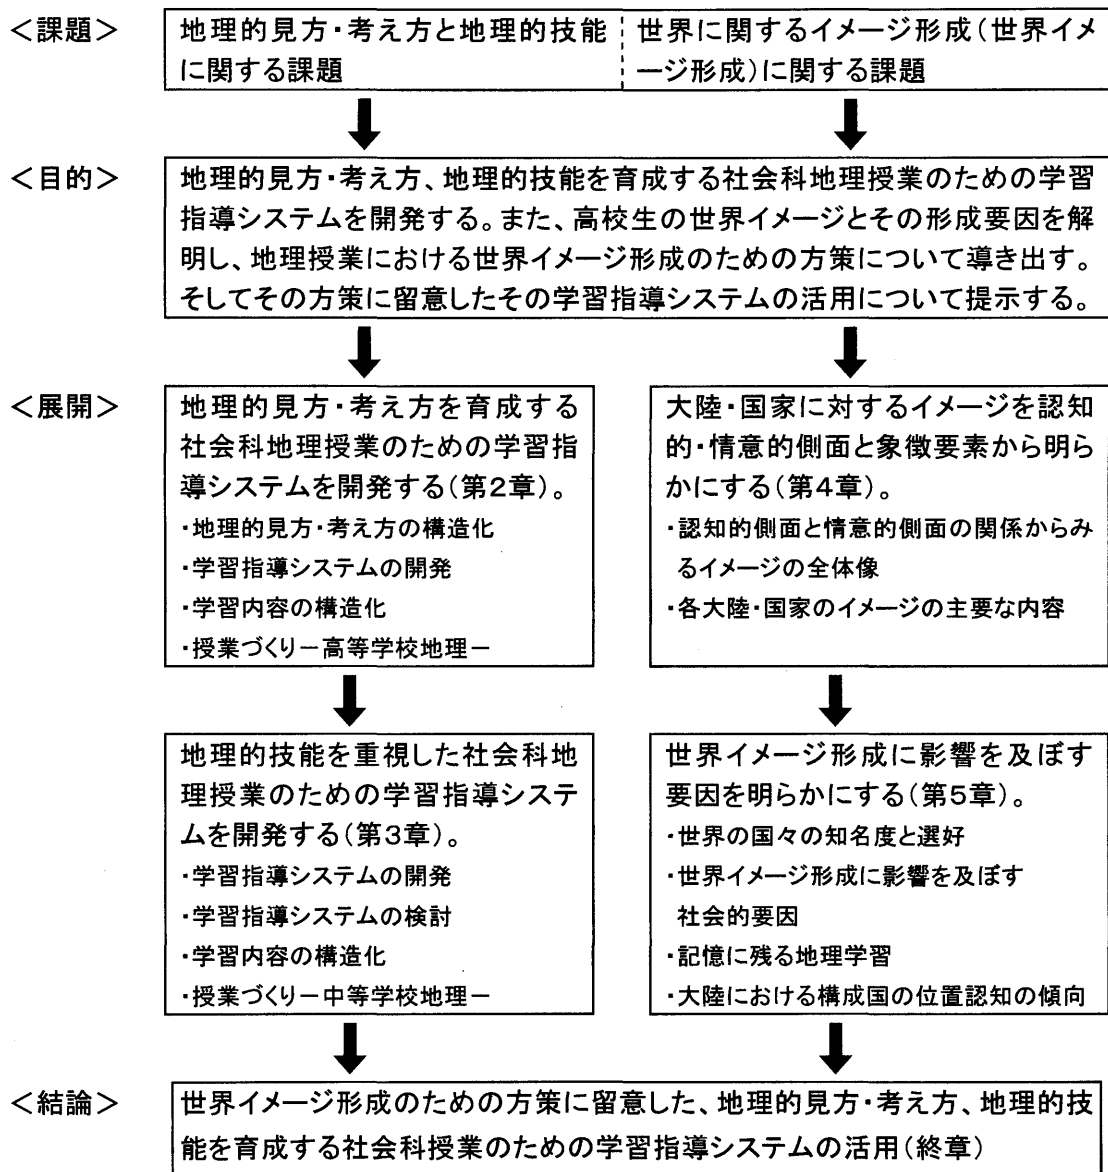 ＜課題＞
地理的見方・考え方と地理的技能
に関する課題
世界に関するイメージ形成（世界イメ
ージ形成）に関する課題
＜目的＞
地理的見方・考え方、地理的技能を育成する社会科地理授業のための学習
指導システムを開発する。また、高校生の世界イメージとその形成要因を解
明し、地理授業における世界イメージ形成のための方策について導き出す。
そしてその方策に留意したその学習指導システムの活用について提示する。
＜展開＞
地理的見方・考え方を育成する
社会科地理授業のための学習指
導システムを開発する（第２章）。
・地理的見方・考え方の構造化
・学習指導システムの開発
・学習内容の構造化
・授業づくり－高等学校地理－
大陸・国家に対するイメージを認知
的・情意的側面と象徴要素から明ら
かにする（第４章）。
・認知的側面と情意的側面の関係からみ
るイメージの全体像
・各大陸・国家のイメージの主要な内容
地理的技能を重視した社会科地
理授業のための学習指導システ
ムを開発する（第３章）。
・学習指導システムの開発
・学習指導システムの検討
・学習内容の構造化
・授業づくり－中等学校地理－
世界イメージ形成に影響を及ぼす
要因を明らかにする（第５章）。
・世界の国々の知名度と選好
・世界イメージ形成に影響を及ぼす
社会的要因
・記憶に残る地理学習
・大陸における構成国の位置認知の傾向
＜結論＞
世界イメージ形成のための方策に留意した、地理的見方・考え方、地理的技
能を育成する社会科授業のための学習指導システムの活用（終章）